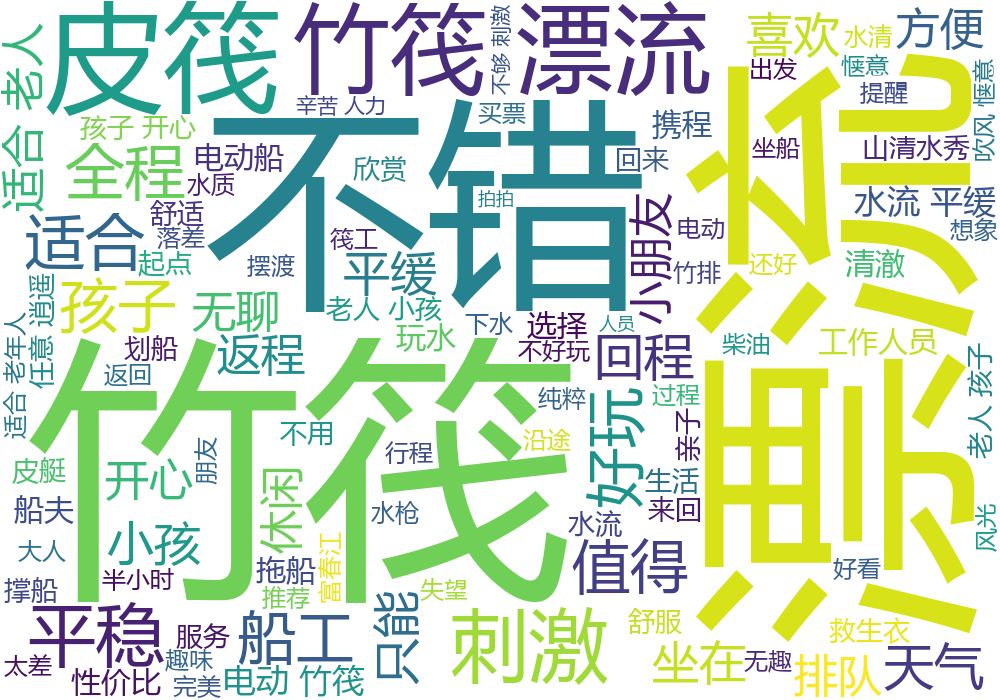 皮筏
竹筏
不够 刺激
漂流
喜欢
水清
方便
适合 老人
辛苦 人力
买票
出发
惬意
提醒
吹风 惬意
孩子 开心
不错
携程
漂流
坐船
山清水秀
全程
电动船
欣赏
回来
水质
拍拍
舒适
小朋友
水流 平缓
适合
落差
筏工
电动
想象
起点
摆渡
平缓
竹排
还好
清澈
任意 逍遥
孩子
无聊
老人 小孩
下水
选择
人员
适合 老年人
划船
返程
玩水
不好玩
回程
柴油
工作人员
返回
竹筏
纯粹
好玩
过程
老人 孩子
不用
亲子
朋友
行程
沿途
皮艇
开心
休闲
生活
船夫
水枪
水流
来回
风光
大人
小孩
富春江
拖船
值得
好看
撑船
半小时
推荐
只能
失望
平稳
船工
刺激
舒服
救生衣
服务
太差
趣味
坐在
无趣
排队
天气
性价比
完美
电动 竹筏